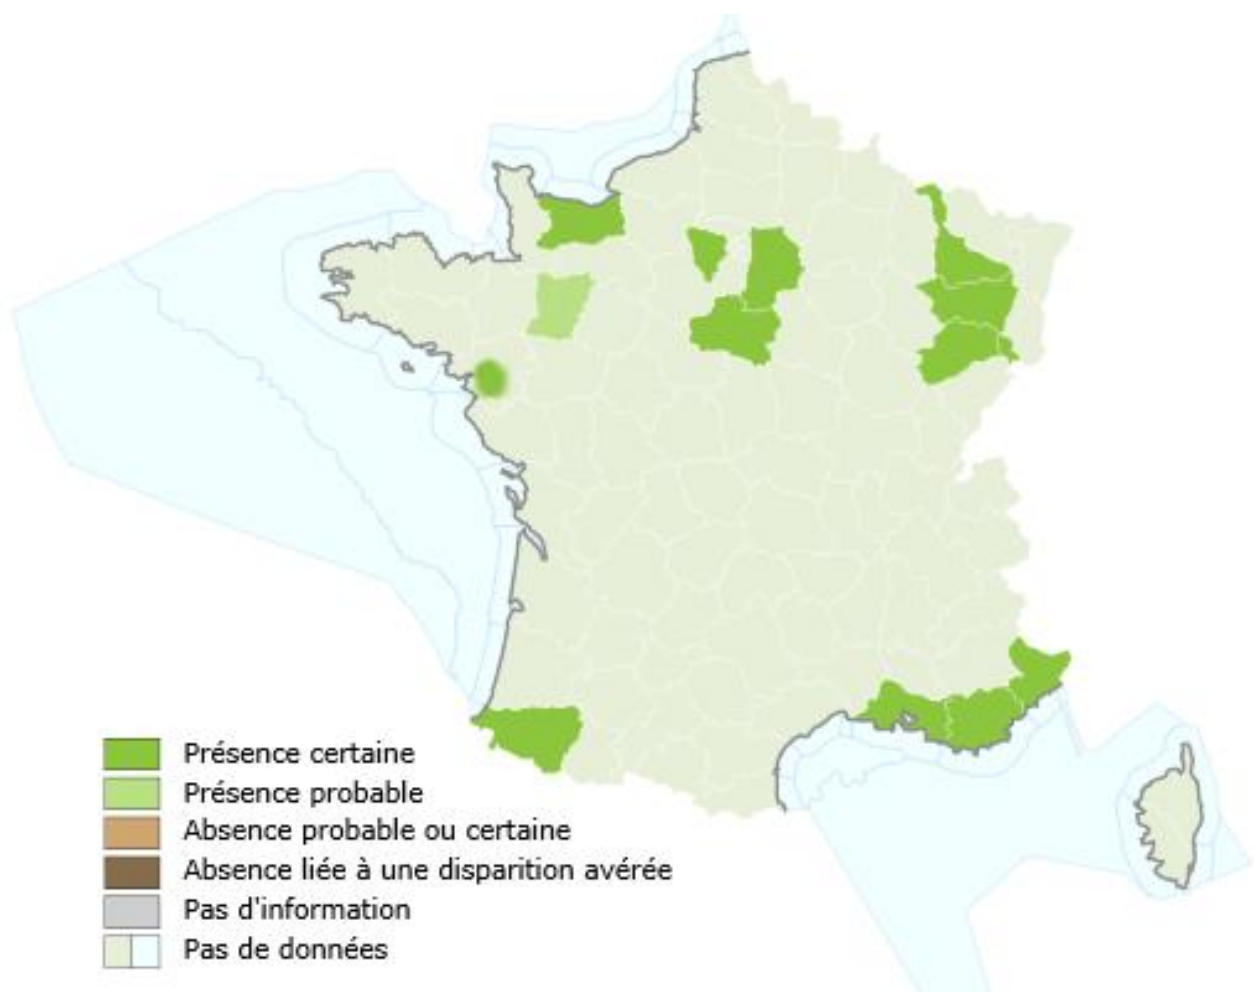 Présence certaine
Présence probable
Absence probable ou certaine
Absence liée à une disparition avérée
Pas d'information
Pas de données